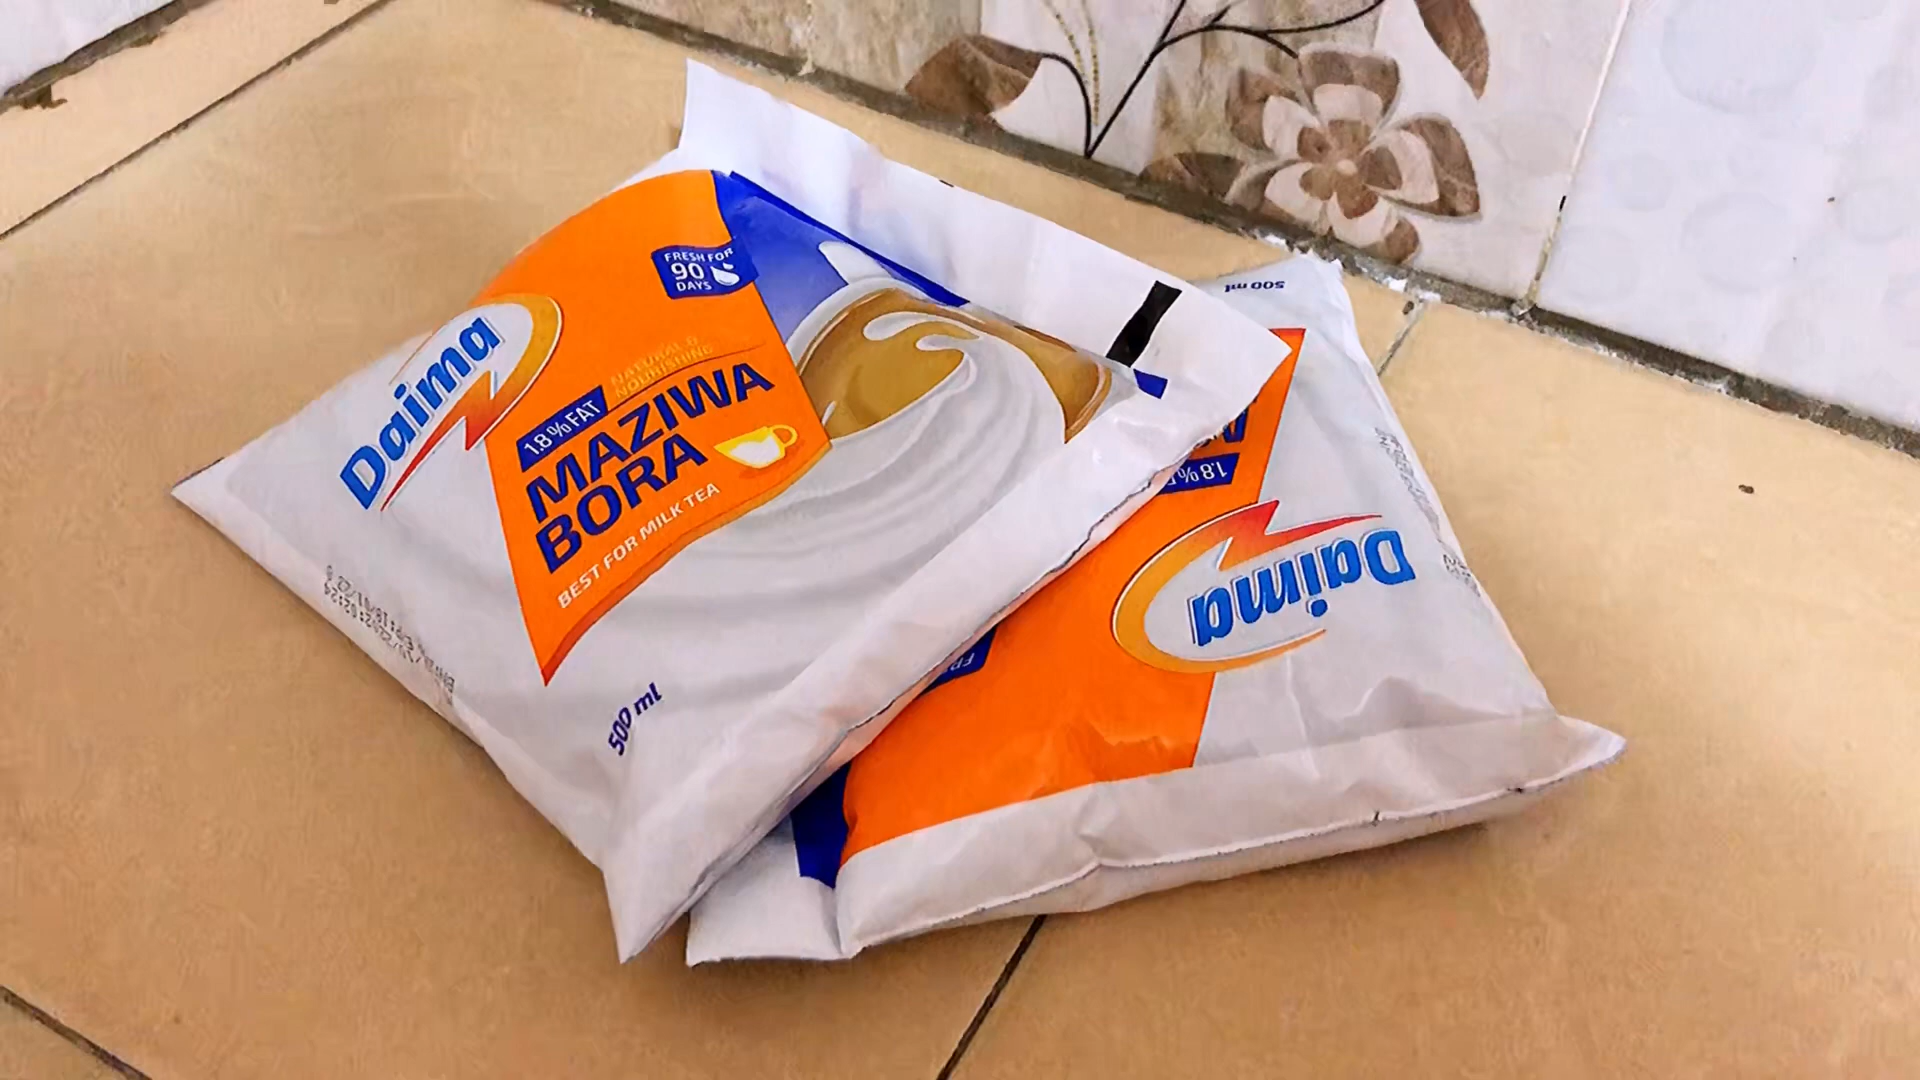 Daima
FRESH FOR
90
DAYS
NATURAL &
NOURISHING
1.8% FAT
MAZIWA
BORA
BEST FOR MILK TEA
500 ml
500 ml
1.8%
Daima